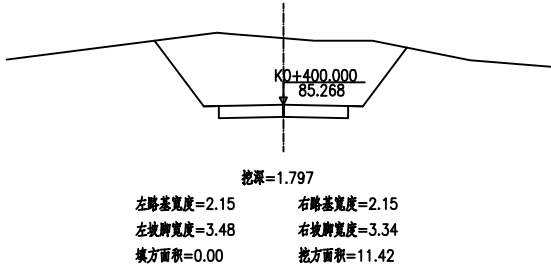 K0+400.000
85.268
挖深=1.797
左路基宽度=2.15 右路基宽度=2.15
左坡脚宽度=3.48 右坡脚宽度=3.34
填方面积=0.00 挖方面积=11.42